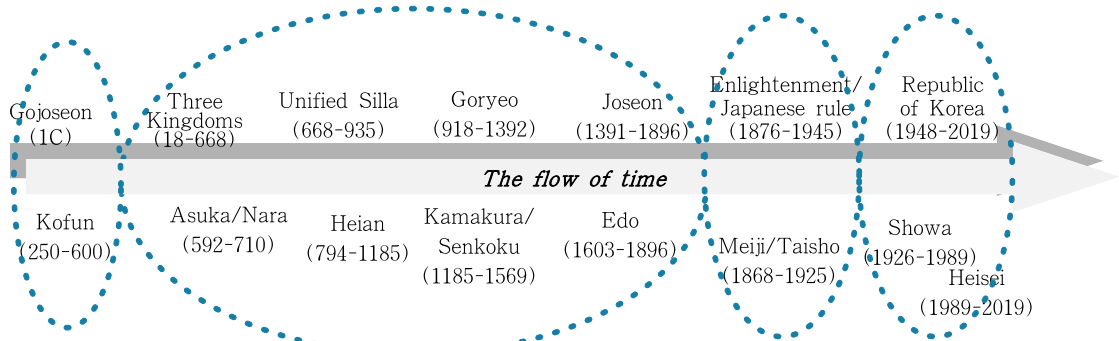 Gojoseon
(1C)
Three
Kingdoms
(18-668)
Unified Silla
(668-935)
Goryeo
(918-1392)
Joseon
(1391-1896)
Enlightenment/
Japanese rule
(1876-1945)
Republic
of Korea
(1948-2019)
The flow of time
Kofun
(250-600)
Asuka/Nara
(592-710)
Heian
(794-1185)
Kamakura/
Senkoku
(1185-1569)
Edo
(1603-1896)
Meiji/Taisho
(1868-1925)
Showa
(1926-1989)
Heisei
(1989-2019)